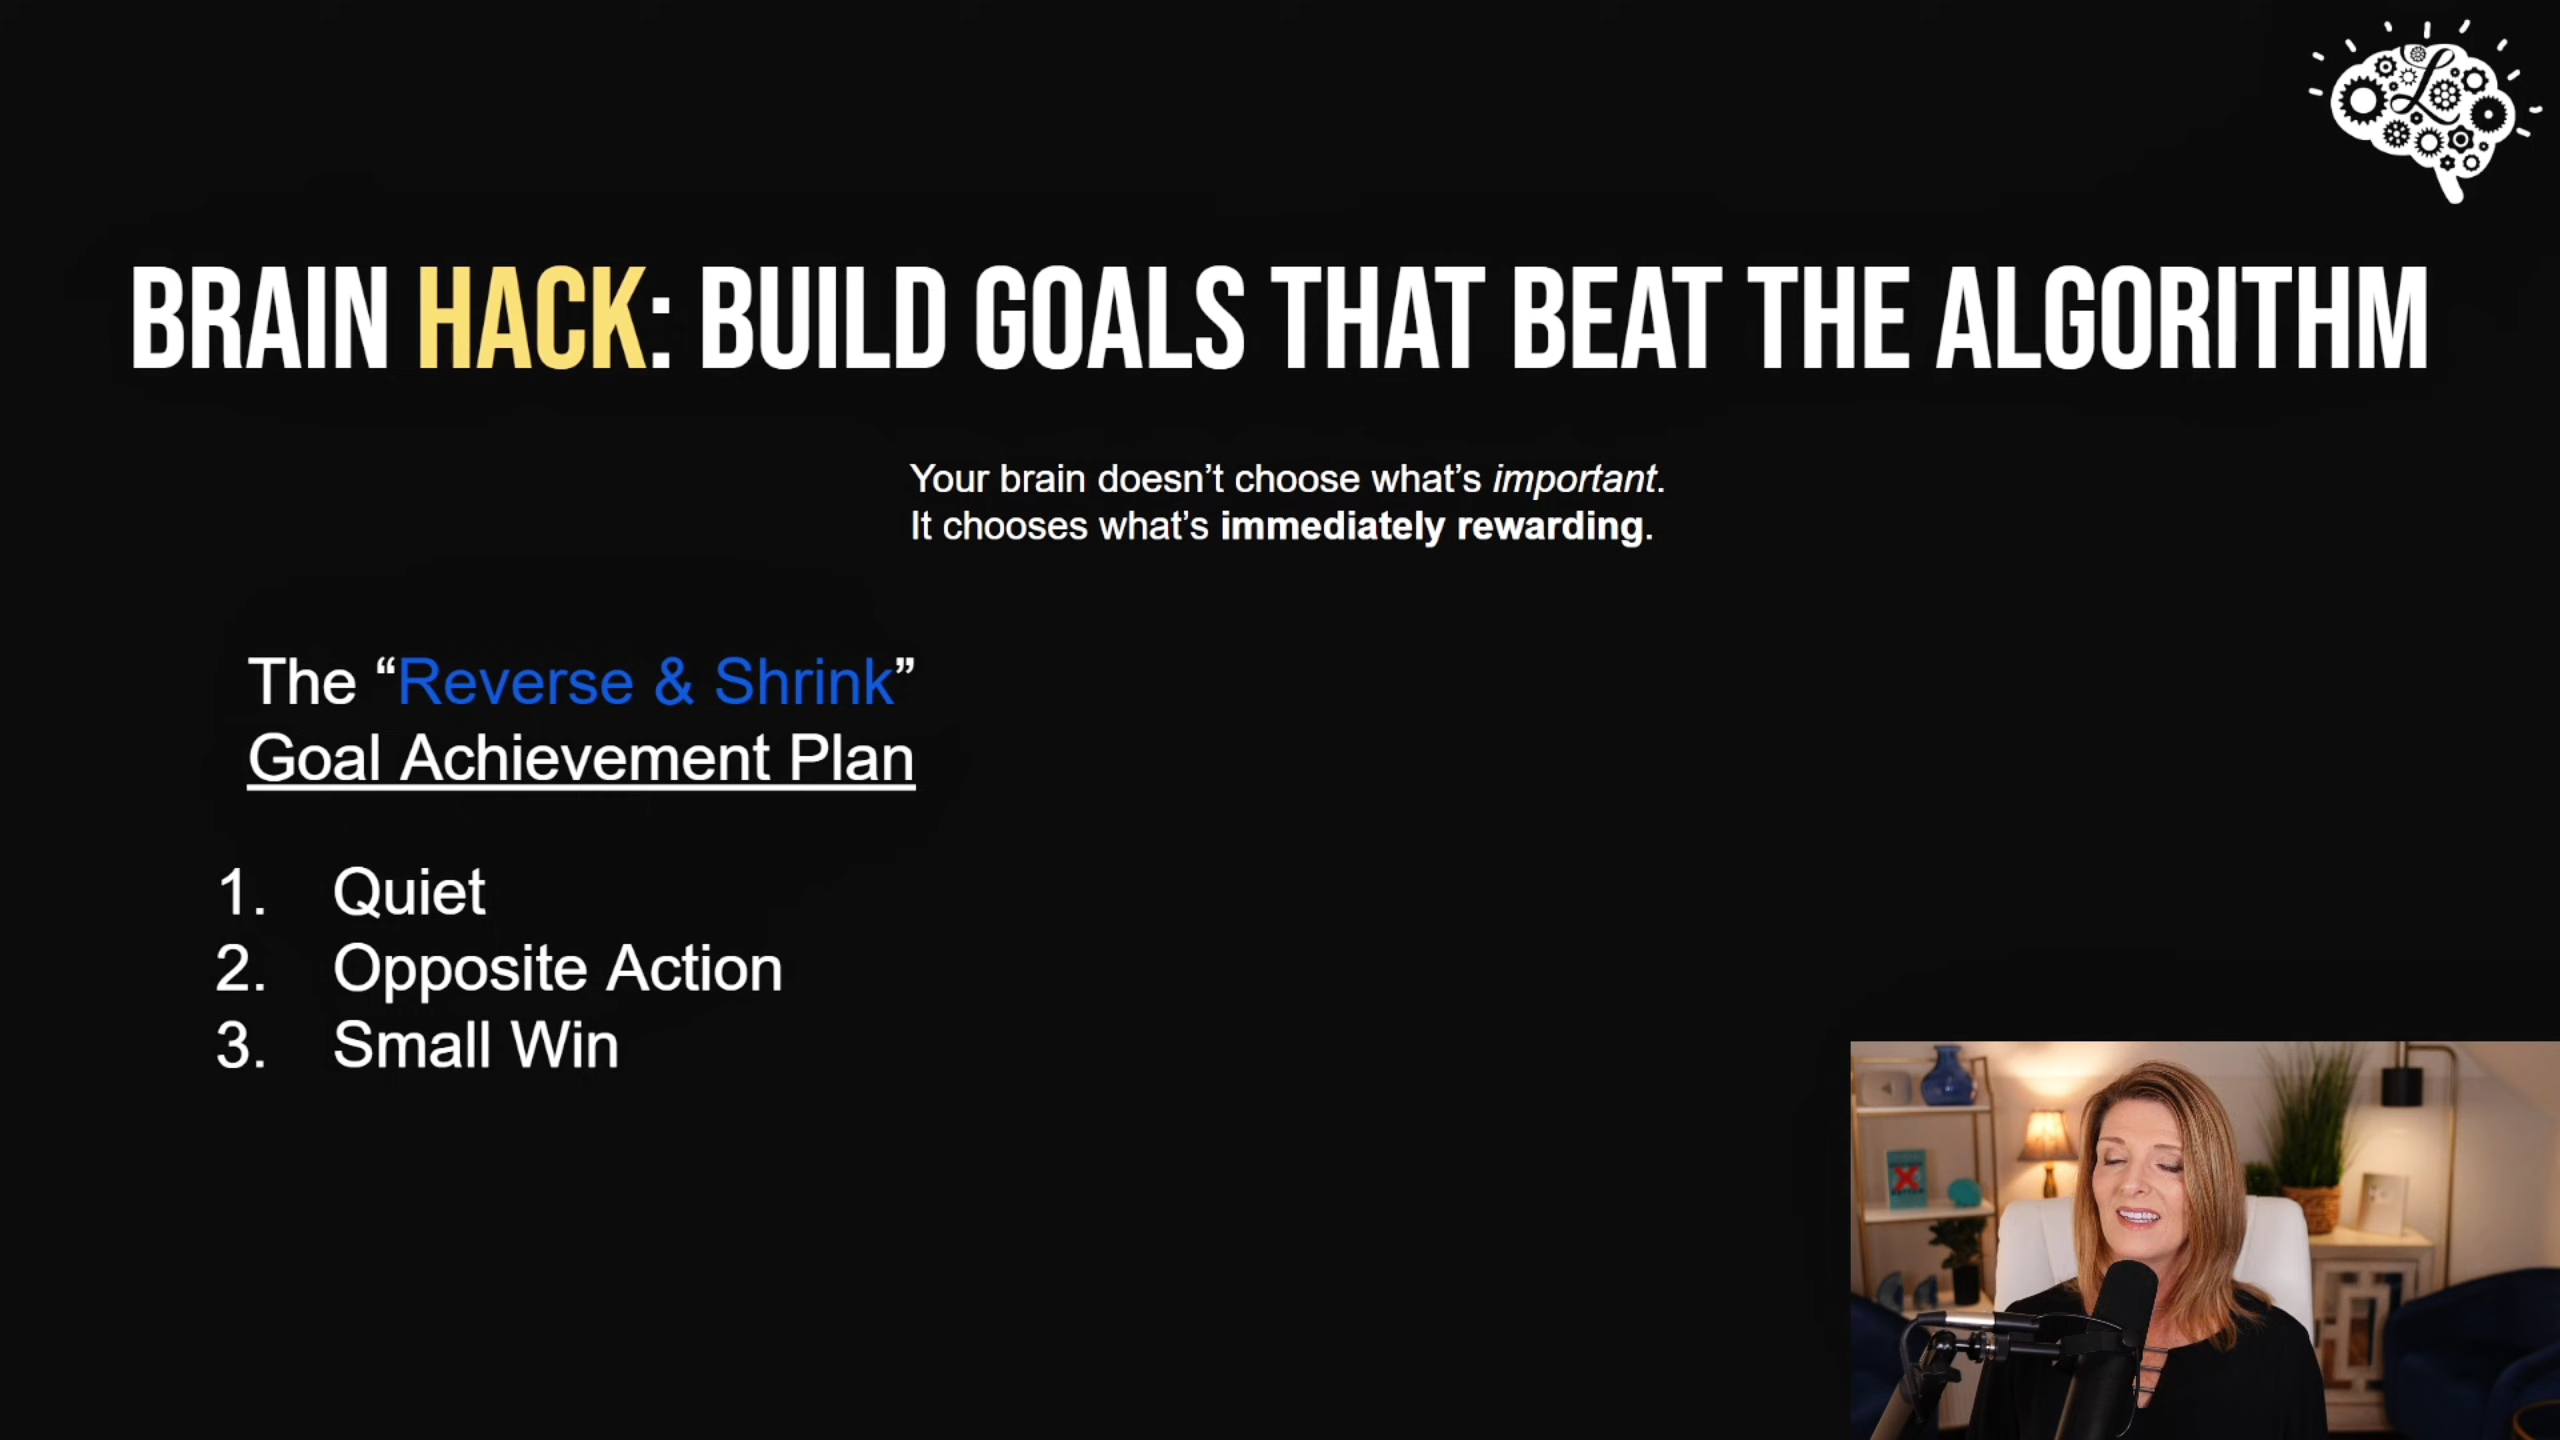 BRAIN HACK: BUILD GOALS THAT BEAT THE ALGORITHM
Your brain doesn’t choose what’s important.
It chooses what’s immediately rewarding.
The “Reverse & Shrink”
Goal Achievement Plan
1. Quiet
2. Opposite Action
3. Small Win